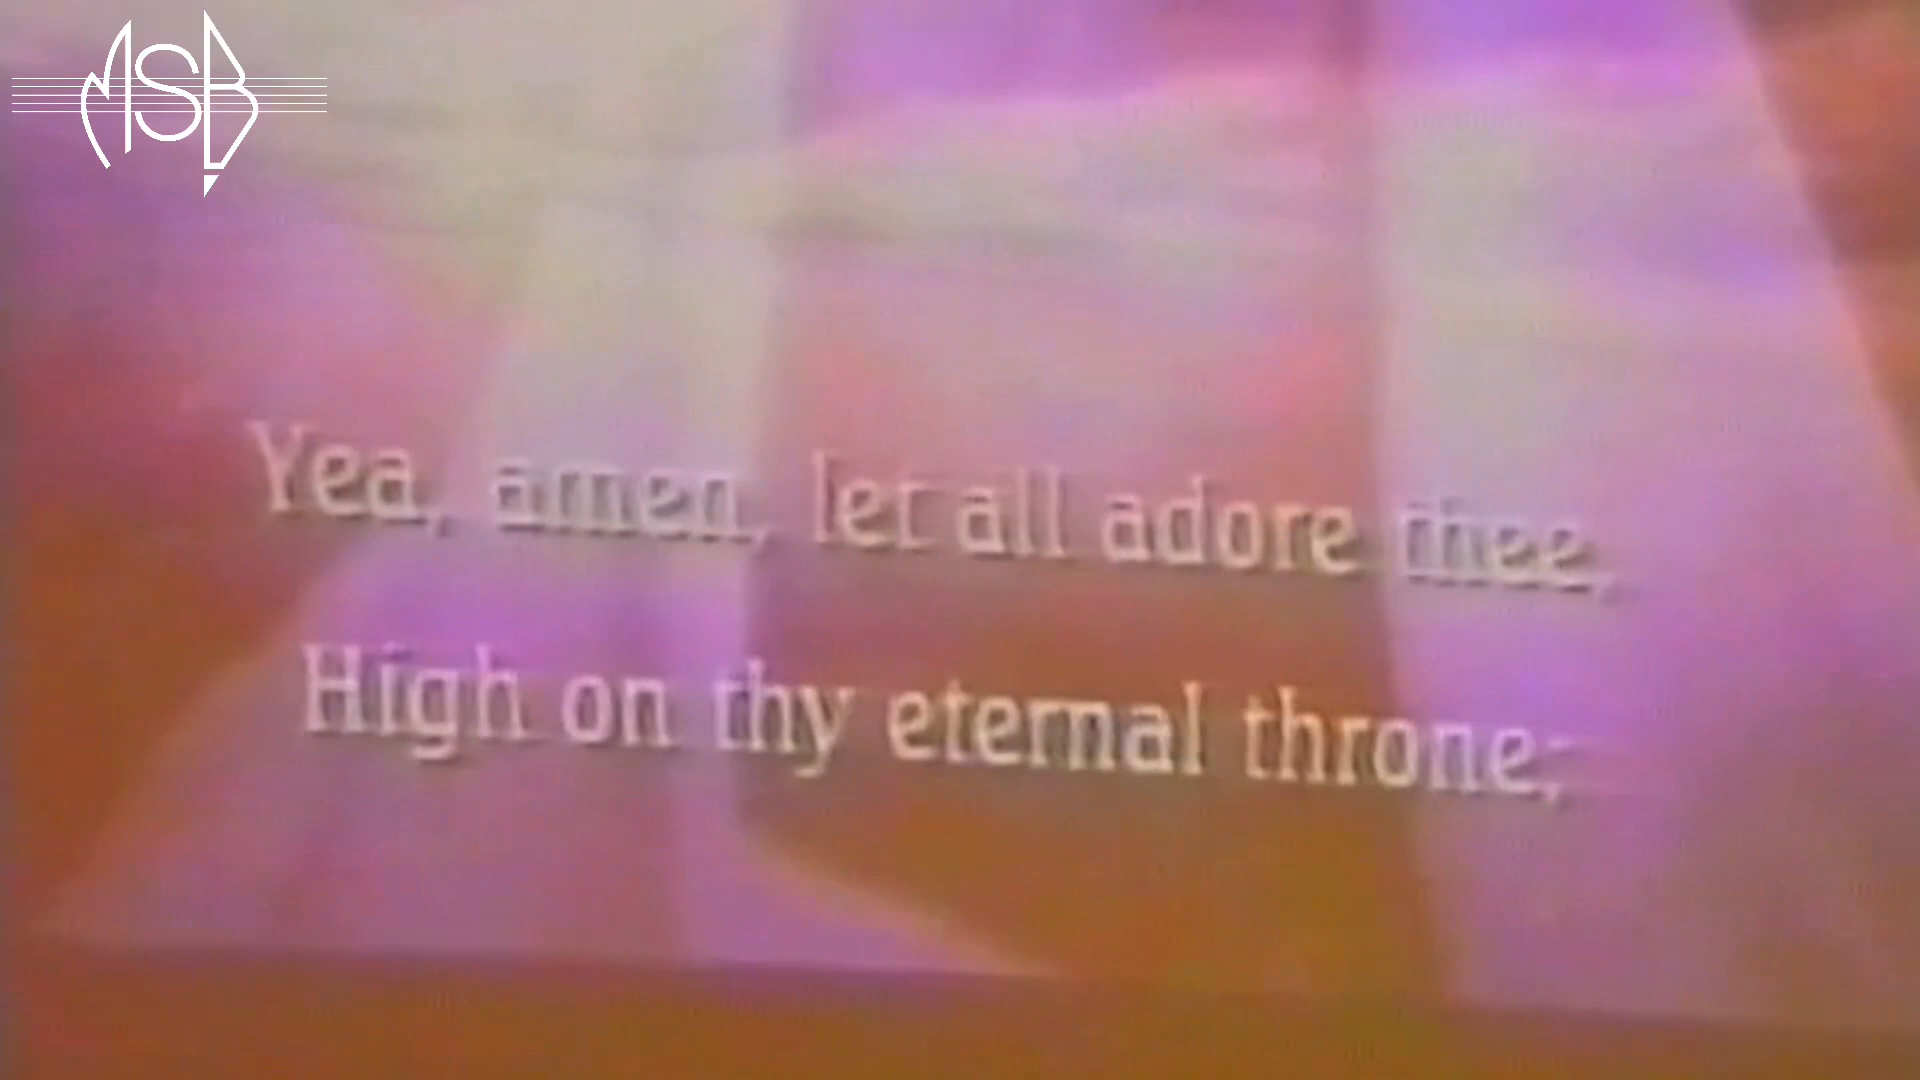 MSB
Yea, amen, let all adore thee,
High on thy eternal throne;